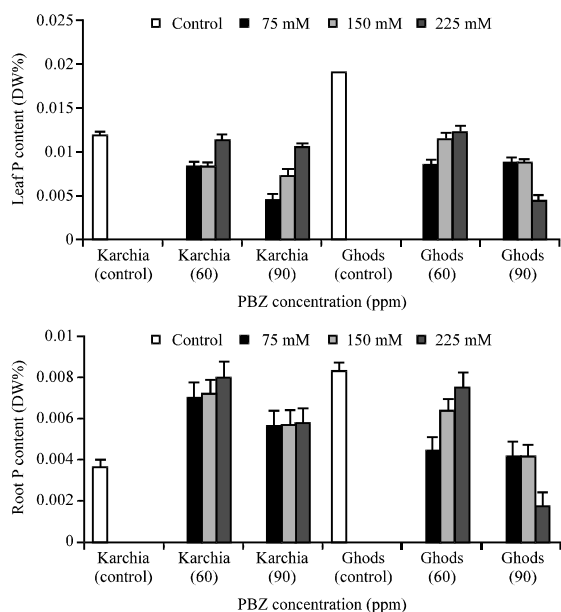 Leaf P content (DW%)
0.025
0.02
0.015
0.01
0.005
0
Control 75 mM 150 mM 225 mM
Karchia (control)
Karchia (60)
Karchia (90)
Ghods (control)
Ghods (60)
Ghods (90)
PBZ concentration (ppm)
Root P content (DW%)
0.01
0.008
0.006
0.004
0.002
0
Control 75 mM 150 mM 225 mM
Karchia (control)
Karchia (60)
Karchia (90)
Ghods (control)
Ghods (60)
Ghods (90)
PBZ concentration (ppm)